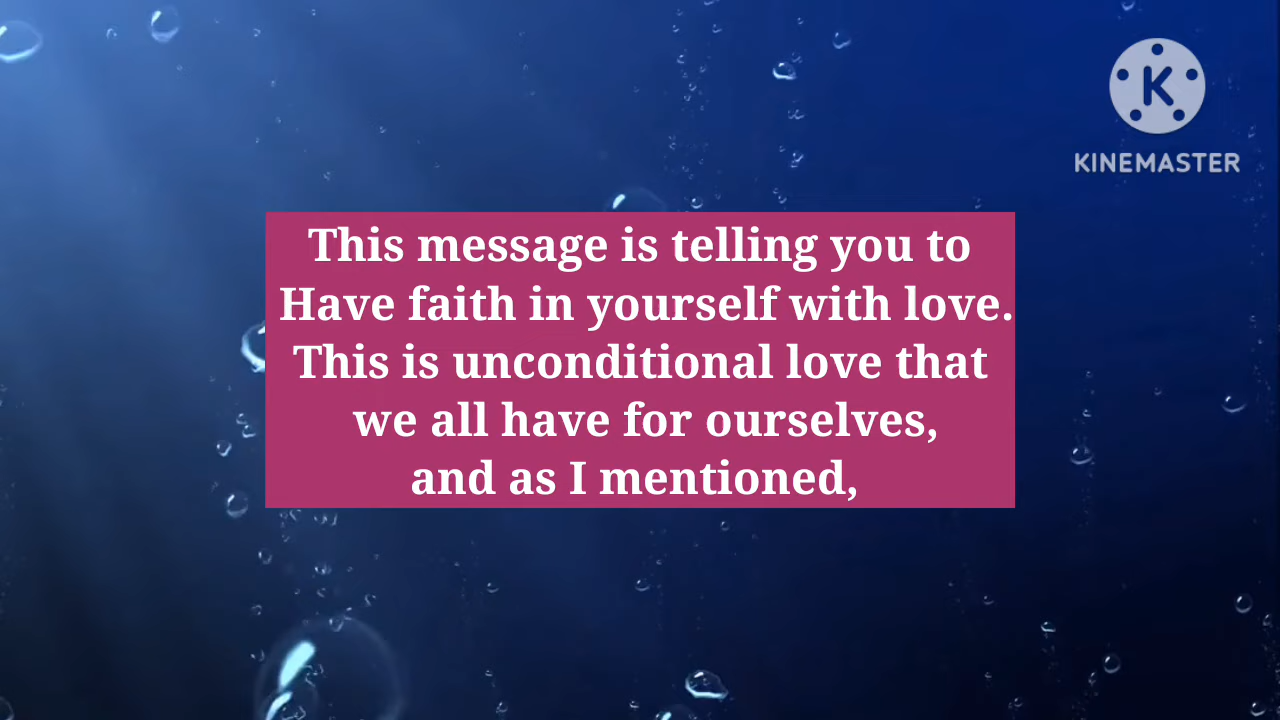 KINEMASTER
This message is telling you to
Have faith in yourself with love.
This is unconditional love that
we all have for ourselves,
and as I mentioned,